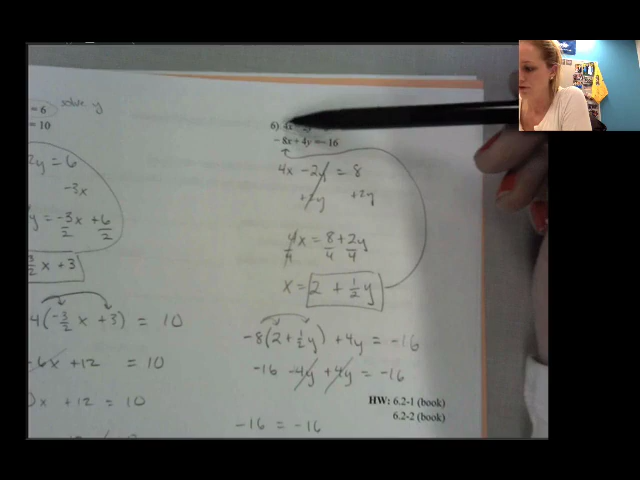 = 6 solve y
= 10
2y = 6
-3x
y = -3/2 x + 6/2
3/2 x + 3
4(-3/2 x + 3) = 10
-6x + 12 = 10
0x + 12 = 10
6) 4x
- 8x + 4y = -16
4x - 2y = 8
+2y +2y
4x/4 = 8/4 + 2y/4
x = 2 + 1/2 y
-8(2 + 1/2 y) + 4y = -16
-16 -4y +4y = -16
HW: 6.2-1 (book)
6.2-2 (book)
-16 = -16